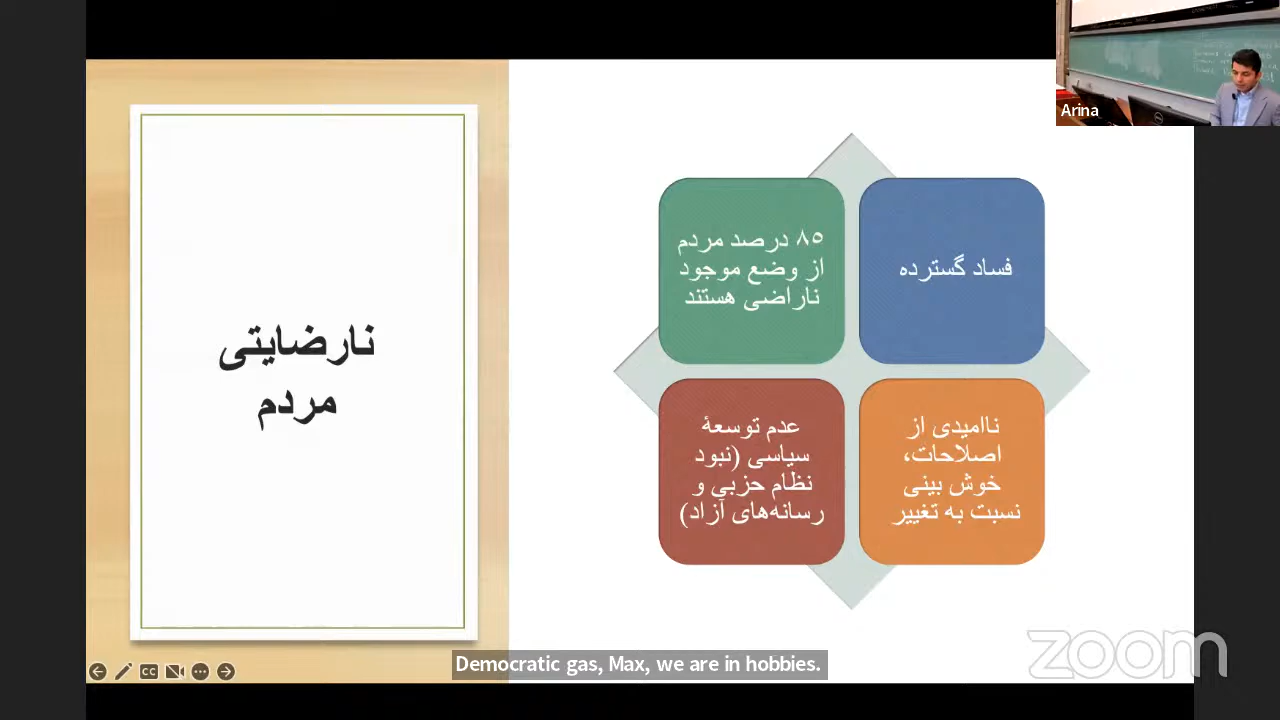 Arina
نارضایتی
مردم
فساد گسترده
۸۵ درصد مردم
از وضع موجود
ناراضی هستند
ناامیدی از
اصلاحات،
خوش بینی
نسبت به تغییر
عدم توسعهٔ
سیاسی (نبود
نظام حزبی و
رسانه‌های آزاد)
CC
Democratic gas, Max, we are in hobbies.
zoom